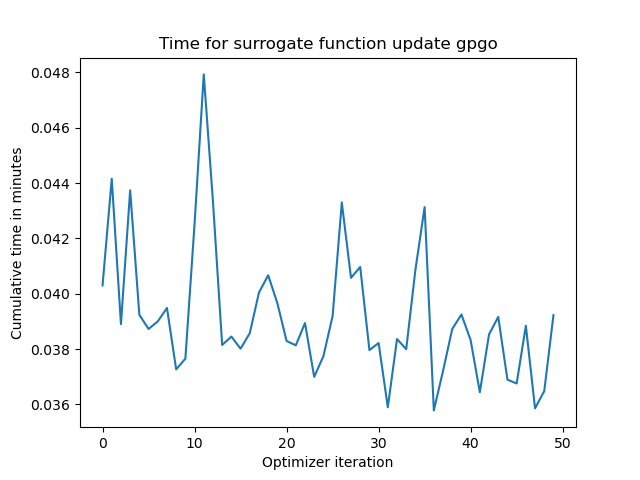 Time for surrogate function update gpgo
Cumulative time in minutes
0.048
0.046
0.044
0.042
0.040
0.038
0.036
0 10 20 30 40 50
Optimizer iteration